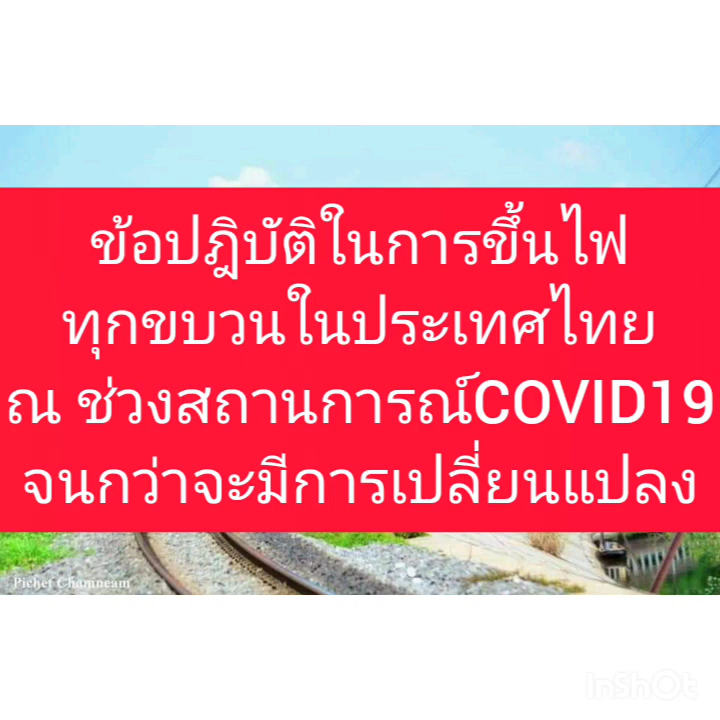 InShOt
ข้อปฎิบัติในการขึ้นไฟ
ทุกขบวนในประเทศไทย
ณ ช่วงสถานการณ์COVID19
จนกว่าจะมีการเปลี่ยนแปลง
Pichet Chamneam
InShOt